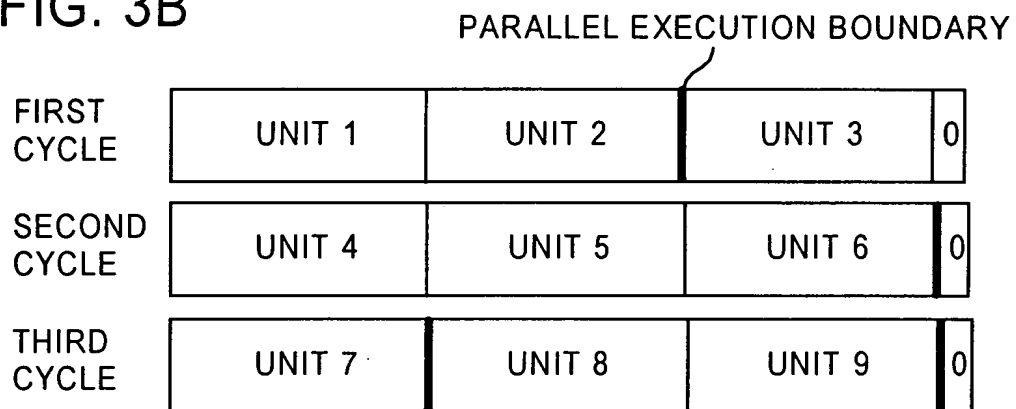 FIG. 3B
PARALLEL EXECUTION BOUNDARY
FIRST
CYCLE
UNIT 1
UNIT 2
UNIT 3
0
SECOND
CYCLE
UNIT 4
UNIT 5
UNIT 6
0
THIRD
CYCLE
UNIT 7
UNIT 8
UNIT 9
0